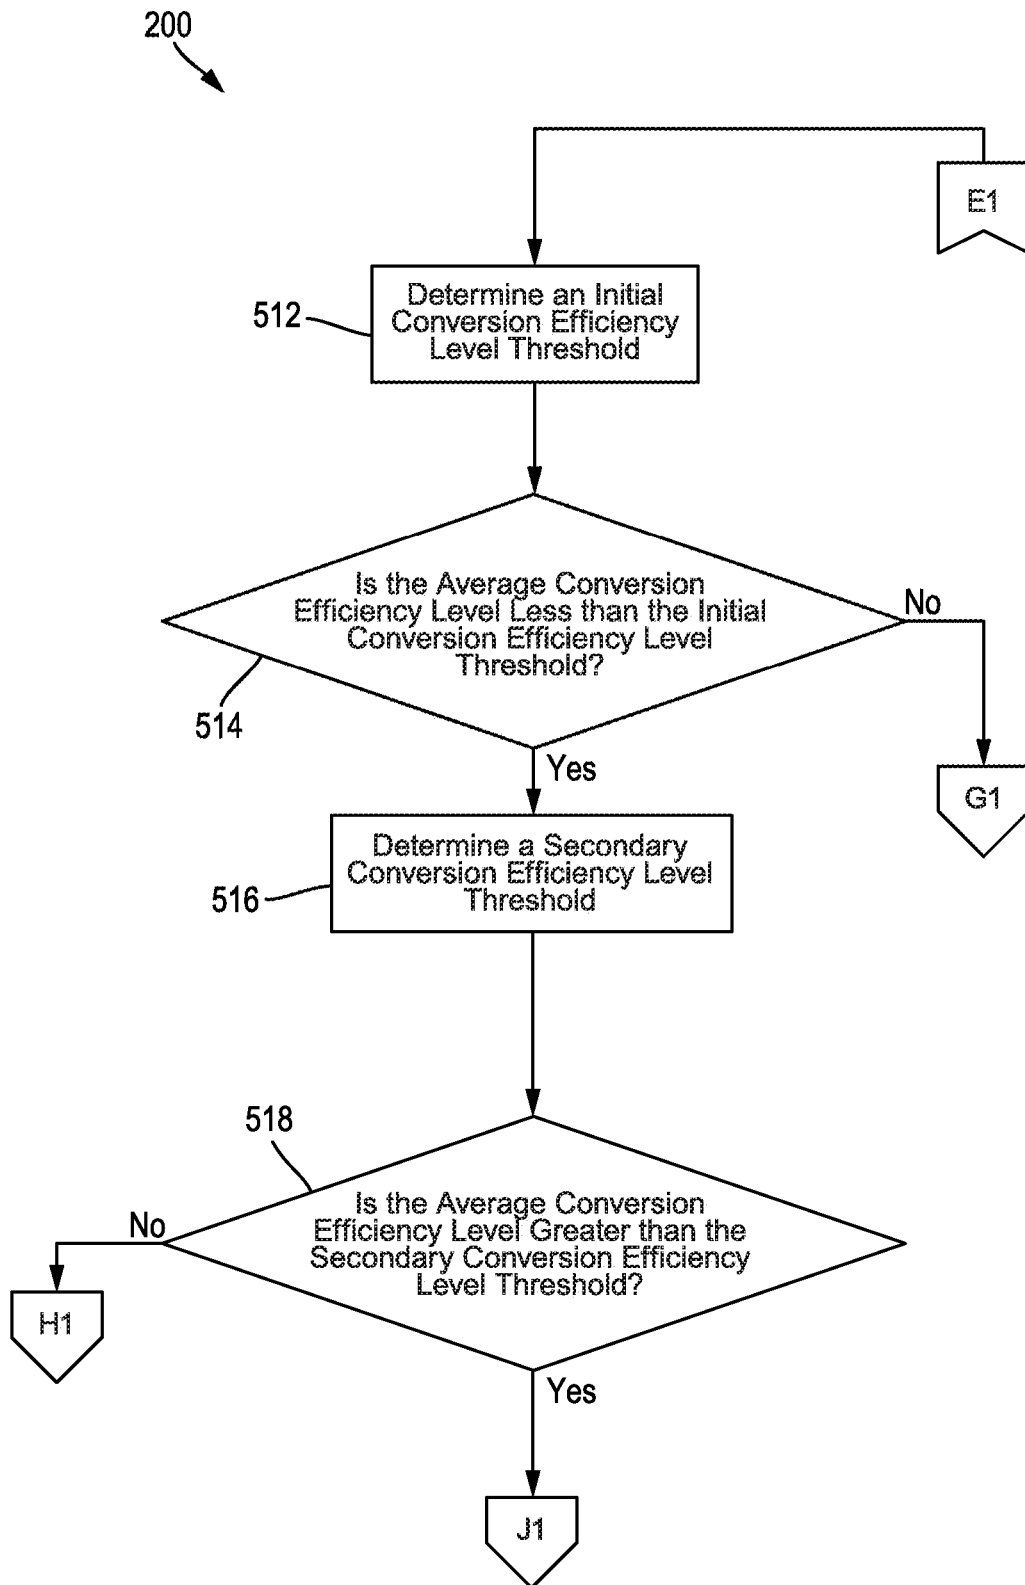 200
E1
512
Determine an Initial
Conversion Efficiency
Level Threshold
Is the Average Conversion
Efficiency Level Less than the Initial
Conversion Efficiency Level
Threshold?
No
514
Yes
G1
Determine a Secondary
Conversion Efficiency Level
Threshold
516
518
Is the Average Conversion
Efficiency Level Greater than the
Secondary Conversion Efficiency
Level Threshold?
No
H1
Yes
J1